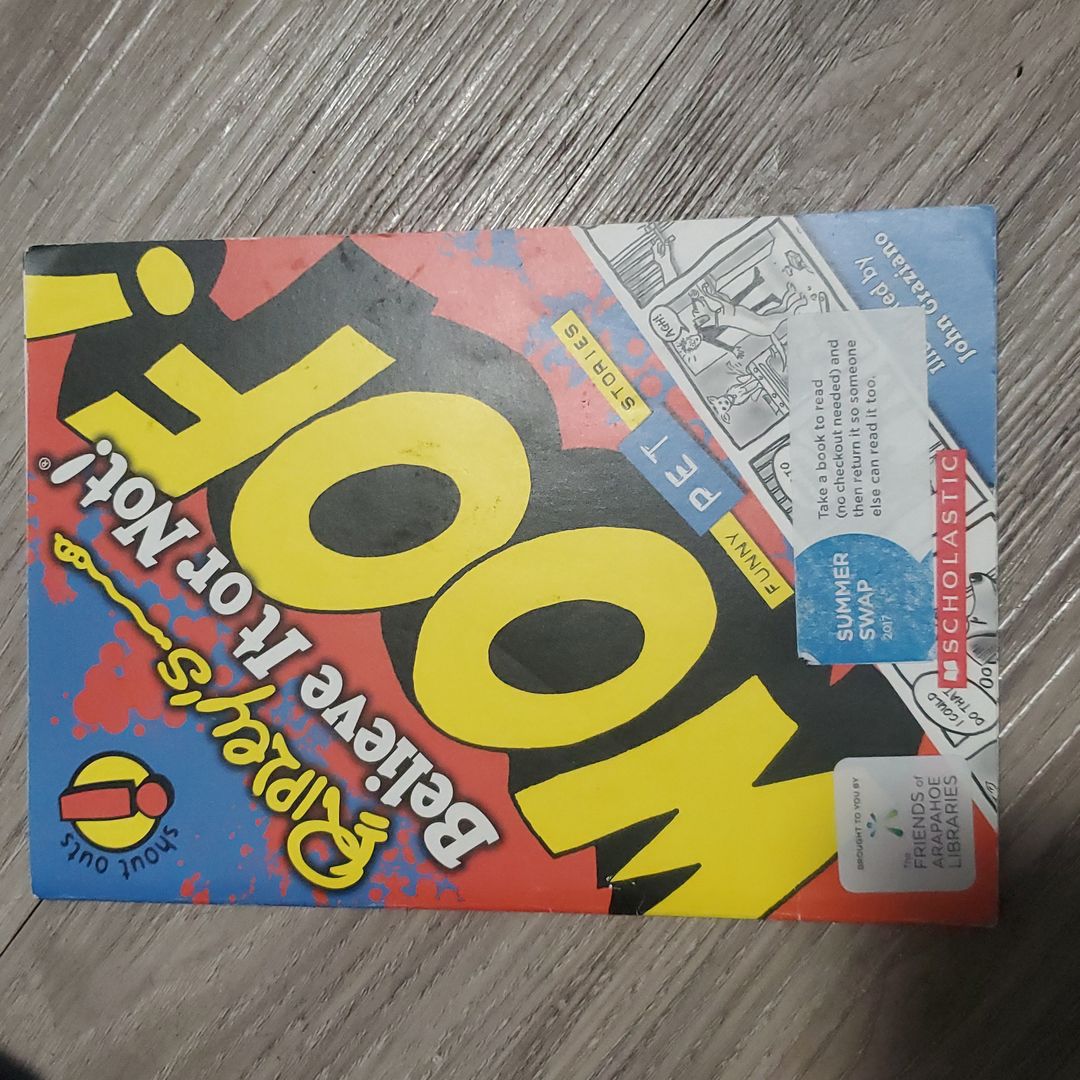 shout outs
RIPLEY'S
Believe It or Not!®
WOOF!
FUNNY PET STORIES
AGH!
TO
I COULD
DO THAT
Illustrated by
John Graziano
SUMMER
SWAP
2017
Take a book to read
(no checkout needed) and
then return it so someone
else can read it too.
SCHOLASTIC
BROUGHT TO YOU BY
The
FRIENDS of
ARAPAHOE
LIBRARIES